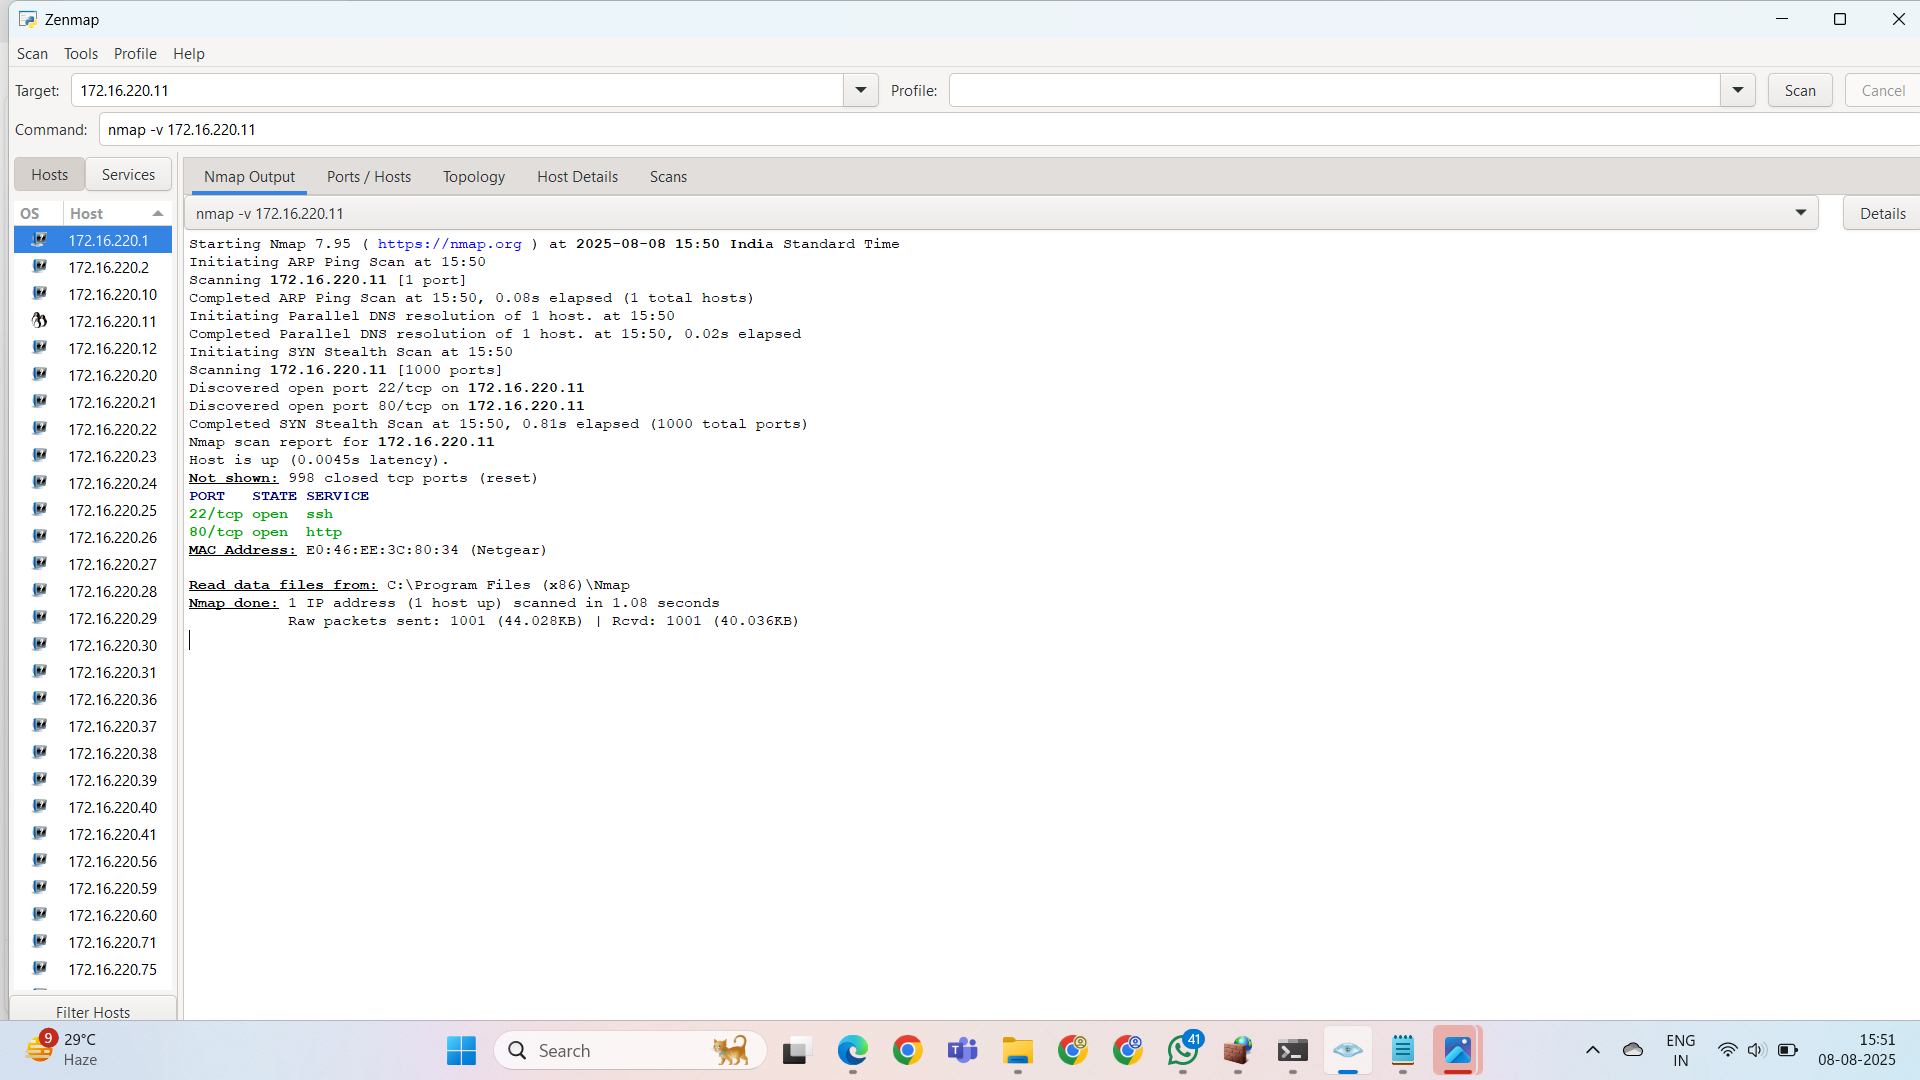 Zenmap
Scan Tools Profile Help
Target: 172.16.220.11 Profile: Scan Cancel
Command: nmap -v 172.16.220.11
Hosts Services
Nmap Output Ports / Hosts Topology Host Details Scans
OS Host
nmap -v 172.16.220.11 Details
172.16.220.1
172.16.220.2
172.16.220.10
172.16.220.11
172.16.220.12
172.16.220.20
172.16.220.21
172.16.220.22
172.16.220.23
172.16.220.24
172.16.220.25
172.16.220.26
172.16.220.27
172.16.220.28
172.16.220.29
172.16.220.30
172.16.220.31
172.16.220.36
172.16.220.37
172.16.220.38
172.16.220.39
172.16.220.40
172.16.220.41
172.16.220.56
172.16.220.59
172.16.220.60
172.16.220.71
172.16.220.75
Filter Hosts
Starting Nmap 7.95 ( https://nmap.org ) at 2025-08-08 15:50 India Standard Time
Initiating ARP Ping Scan at 15:50
Scanning 172.16.220.11 [1 port]
Completed ARP Ping Scan at 15:50, 0.08s elapsed (1 total hosts)
Initiating Parallel DNS resolution of 1 host. at 15:50
Completed Parallel DNS resolution of 1 host. at 15:50, 0.02s elapsed
Initiating SYN Stealth Scan at 15:50
Scanning 172.16.220.11 [1000 ports]
Discovered open port 22/tcp on 172.16.220.11
Discovered open port 80/tcp on 172.16.220.11
Completed SYN Stealth Scan at 15:50, 0.81s elapsed (1000 total ports)
Nmap scan report for 172.16.220.11
Host is up (0.0045s latency).
Not shown: 998 closed tcp ports (reset)
PORT STATE SERVICE
22/tcp open ssh
80/tcp open http
MAC Address: E0:46:EE:3C:80:34 (Netgear)
Read data files from: C:\Program Files (x86)\Nmap
Nmap done: 1 IP address (1 host up) scanned in 1.08 seconds
Raw packets sent: 1001 (44.028KB) | Rcvd: 1001 (40.036KB)
9
29°C
Haze
Search
41
ENG
IN
15:51
08-08-2025